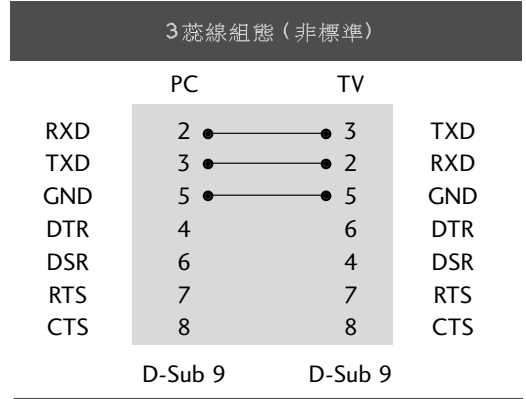 3蕊線組態 (非標準)
PC TV
RXD 2 3 TXD
TXD 3 2 RXD
GND 5 5 GND
DTR 4 6 DTR
DSR 6 4 DSR
RTS 7 7 RTS
CTS 8 8 CTS
D-Sub 9 D-Sub 9